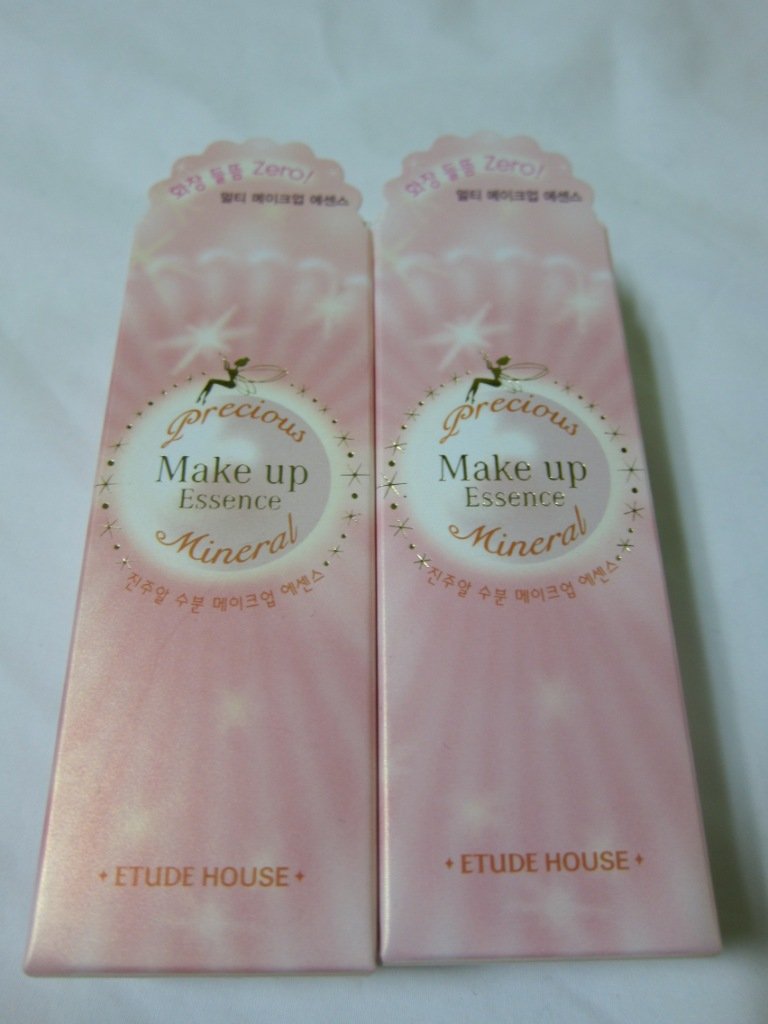 화장 들뜸 Zero!
멀티 메이크업 에센스
Precious
Make up
Essence
Mineral
진주알 수분 메이크업 에센스
ETUDE HOUSE
화장 들뜸 Zero!
멀티 메이크업 에센스
Precious
Make up
Essence
Mineral
진주알 수분 메이크업 에센스
ETUDE HOUSE